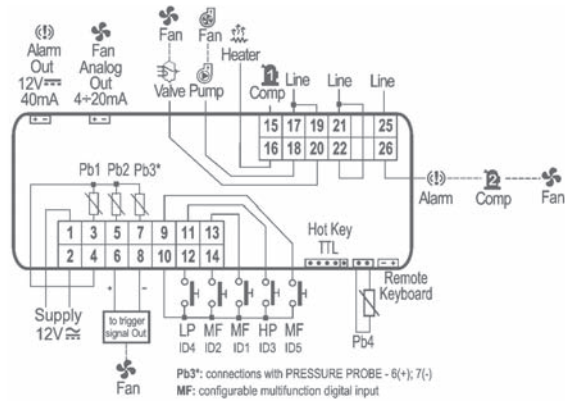 Alarm
Out
12V
40mA
Fan
Analog
Out
4÷20mA
Fan
Valve
Fan
Pump
Heater
1
Comp
Line
Line
Line
15 17 19 21 25
16 18 20 22 26
Alarm
2
Comp
Fan
Pb1 Pb2 Pb3*
1 3 5 7 9 11 13
2 4 6 8 10 12 14
Hot Key
TTL
Remote
Keyboard
Pb4
Supply
12V
+ -
to trigger
signal Out
Fan
LP MF MF HP MF
ID4 ID2 ID1 ID3 ID5
Pb3*: connections with PRESSURE PROBE - 6(+); 7(-)
MF: configurable multifunction digital input